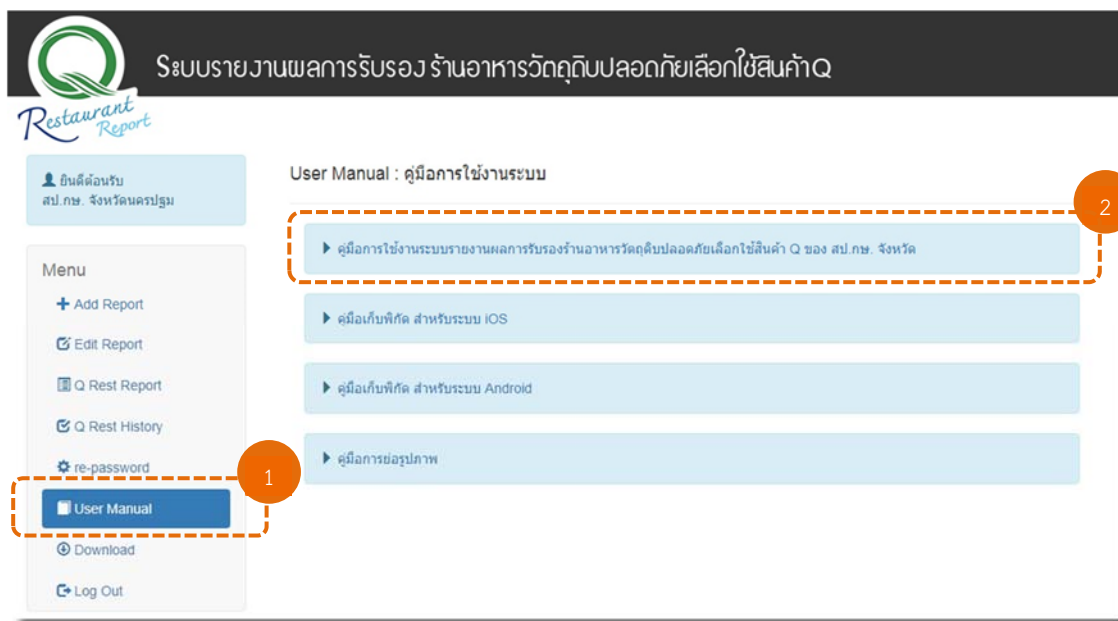 Q
ระบบรายงานผลการรับรอง ร้านอาหารวัตถุดิบปลอดภัยเลือกใช้สินค้า Q
Restaurant
Report
ยินดีต้อนรับ
สป.กษ. จังหวัดนครปฐม
Menu
Add Report
Edit Report
Q Rest Report
Q Rest History
re-password
1
User Manual
Download
Log Out
User Manual : คู่มือการใช้งานระบบ
2
คู่มือการใช้งานระบบรายงานผลการรับรองร้านอาหารวัตถุดิบปลอดภัยเลือกใช้สินค้า Q ของ สป.กษ. จังหวัด
คู่มือเก็บพิกัด สำหรับระบบ iOS
คู่มือเก็บพิกัด สำหรับระบบ Android
คู่มือการย่อรูปภาพ